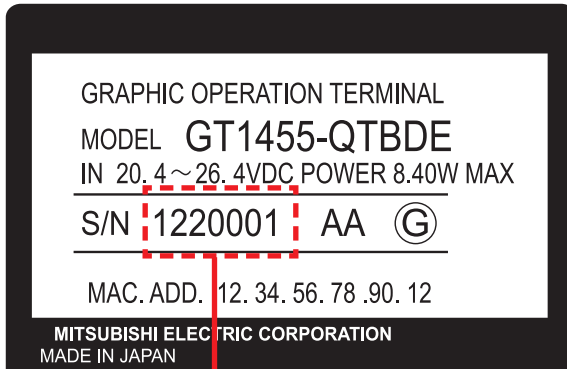 GRAPHIC OPERATION TERMINAL
MODEL GT1455-QTBDE
IN 20. 4～26. 4VDC POWER 8.40W MAX
S/N 1220001 AA Ⓖ
MAC. ADD. 12. 34. 56. 78 .90. 12
MITSUBISHI ELECTRIC CORPORATION
MADE IN JAPAN